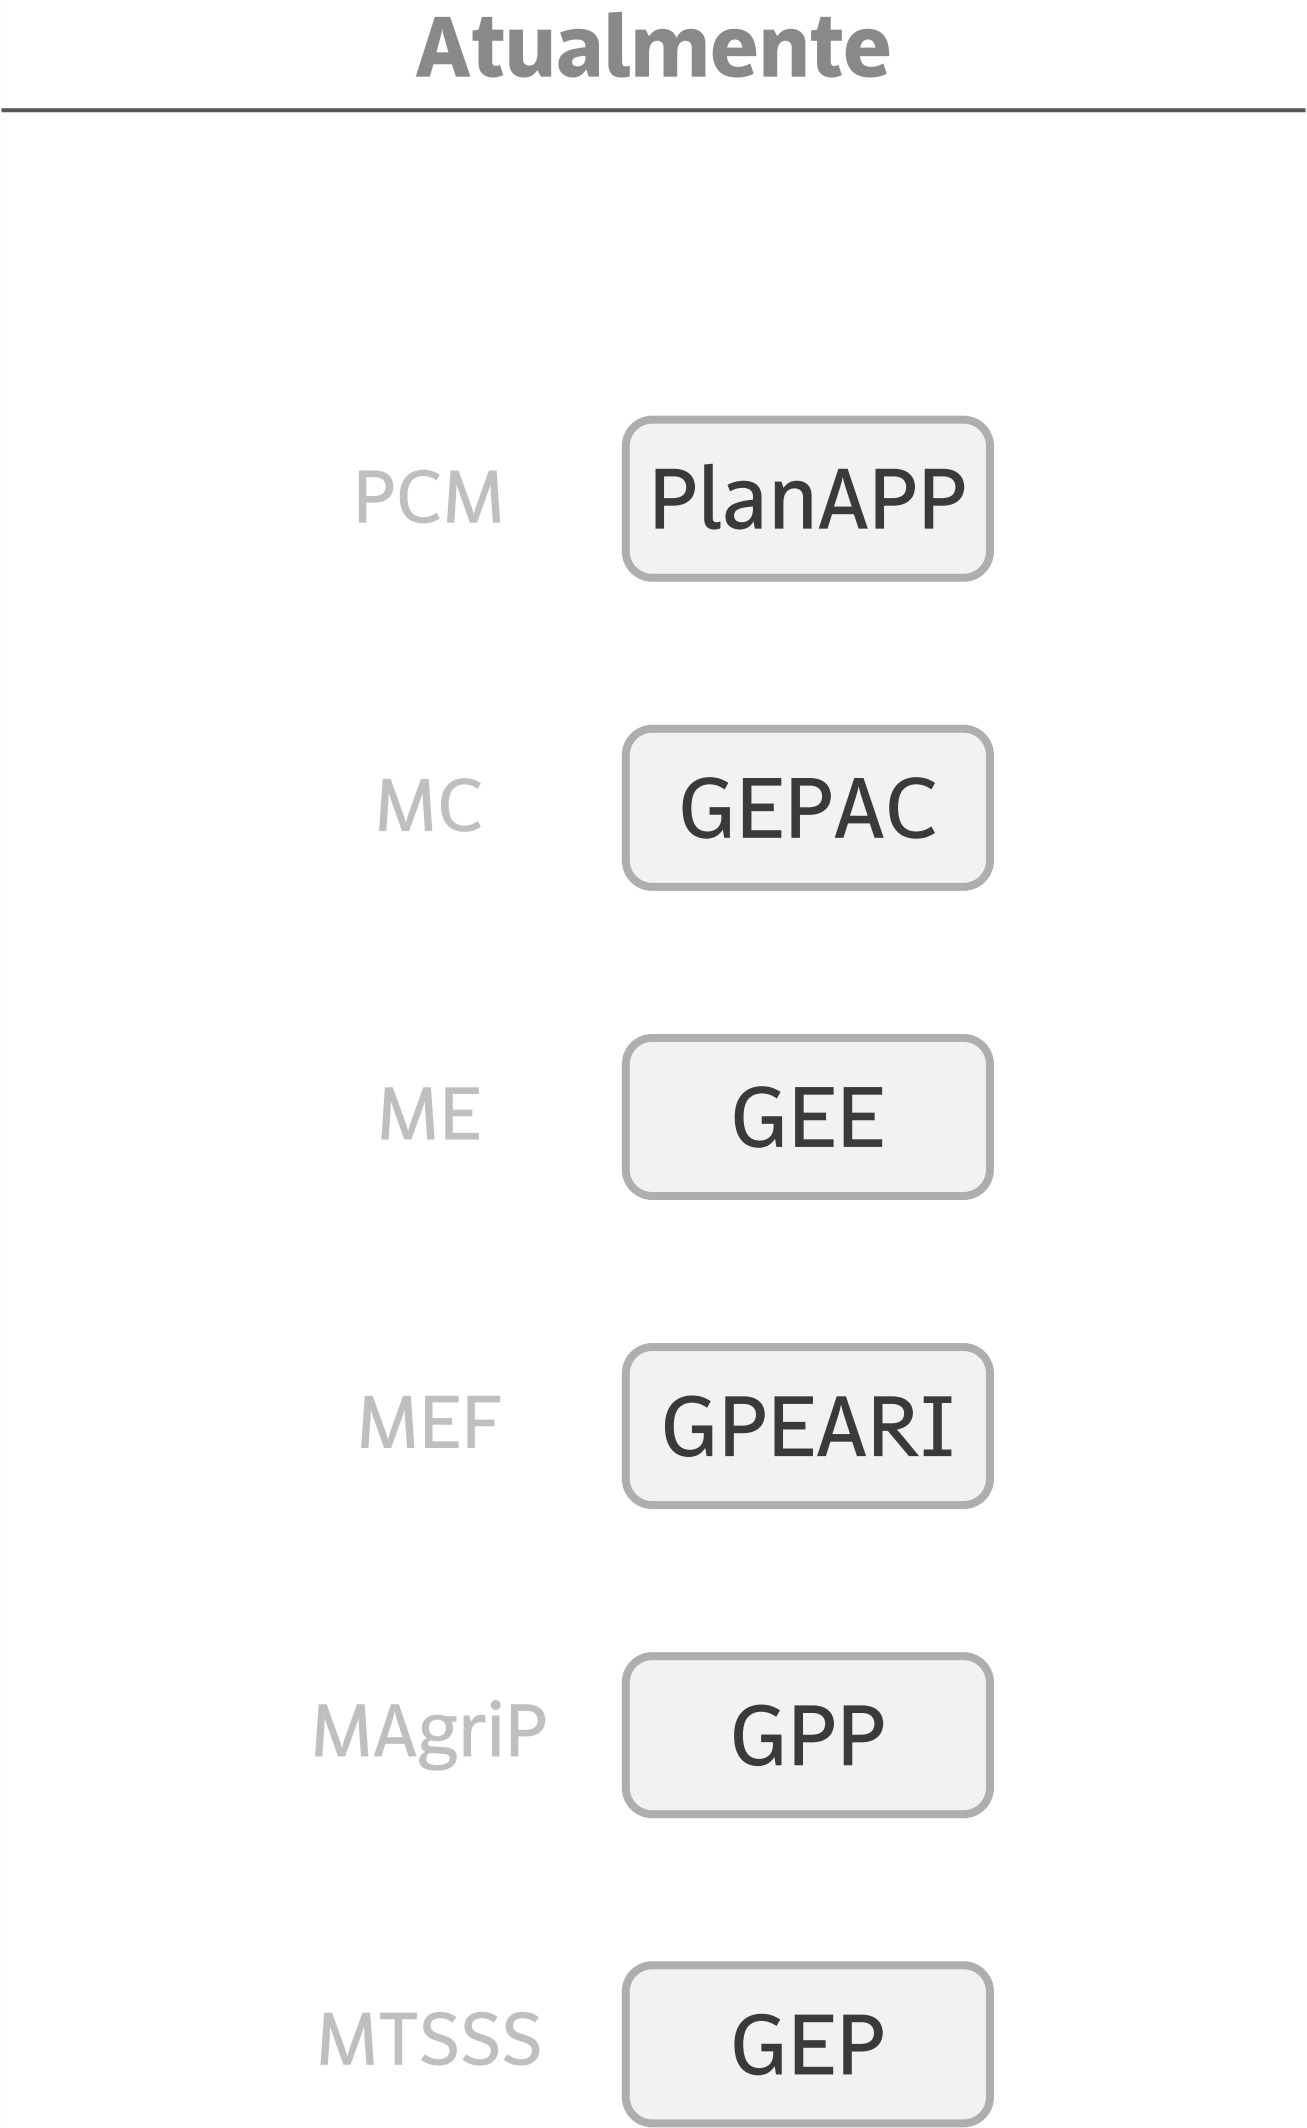 Atualmente
PCM PlanAPP
MC GEPAC
ME GEE
MEF GPEARI
MAgriP GPP
MTSSS GEP